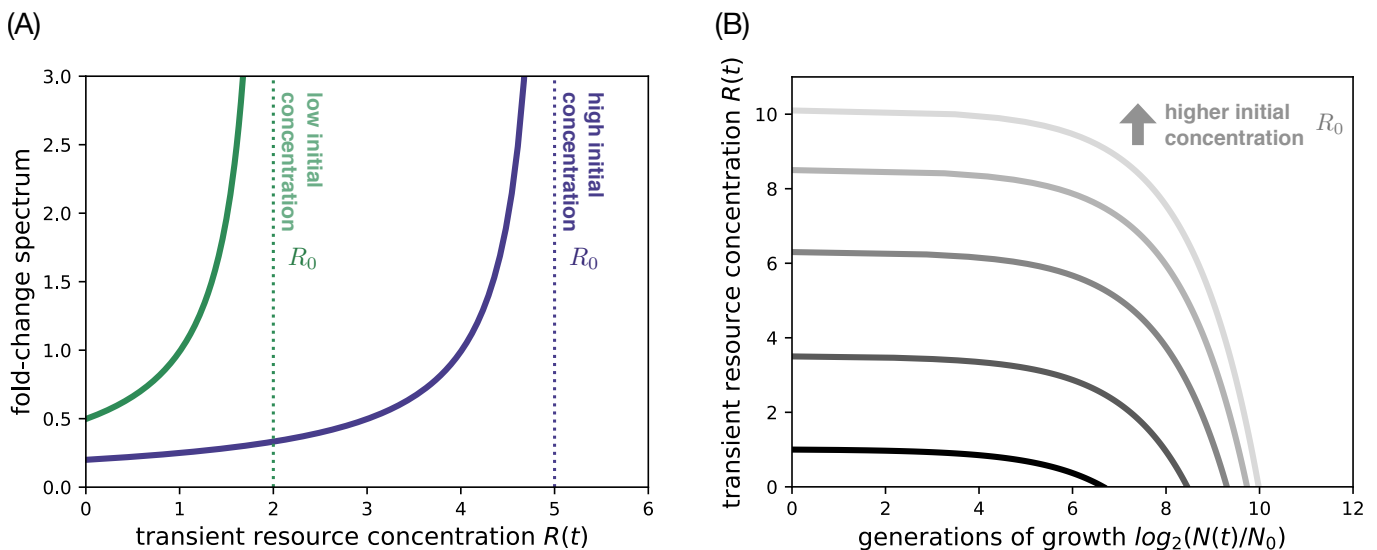 (A)
fold-change spectrum
3.0
2.5
2.0
1.5
1.0
0.5
0.0
low initial
concentration
R₀
high initial
concentration
R₀
0 1 2 3 4 5 6
transient resource concentration R(t)
(B)
transient resource concentration R(t)
10
8
6
4
2
0
higher initial
concentration
R₀
0 2 4 6 8 10 12
generations of growth log₂(N(t)/N₀)